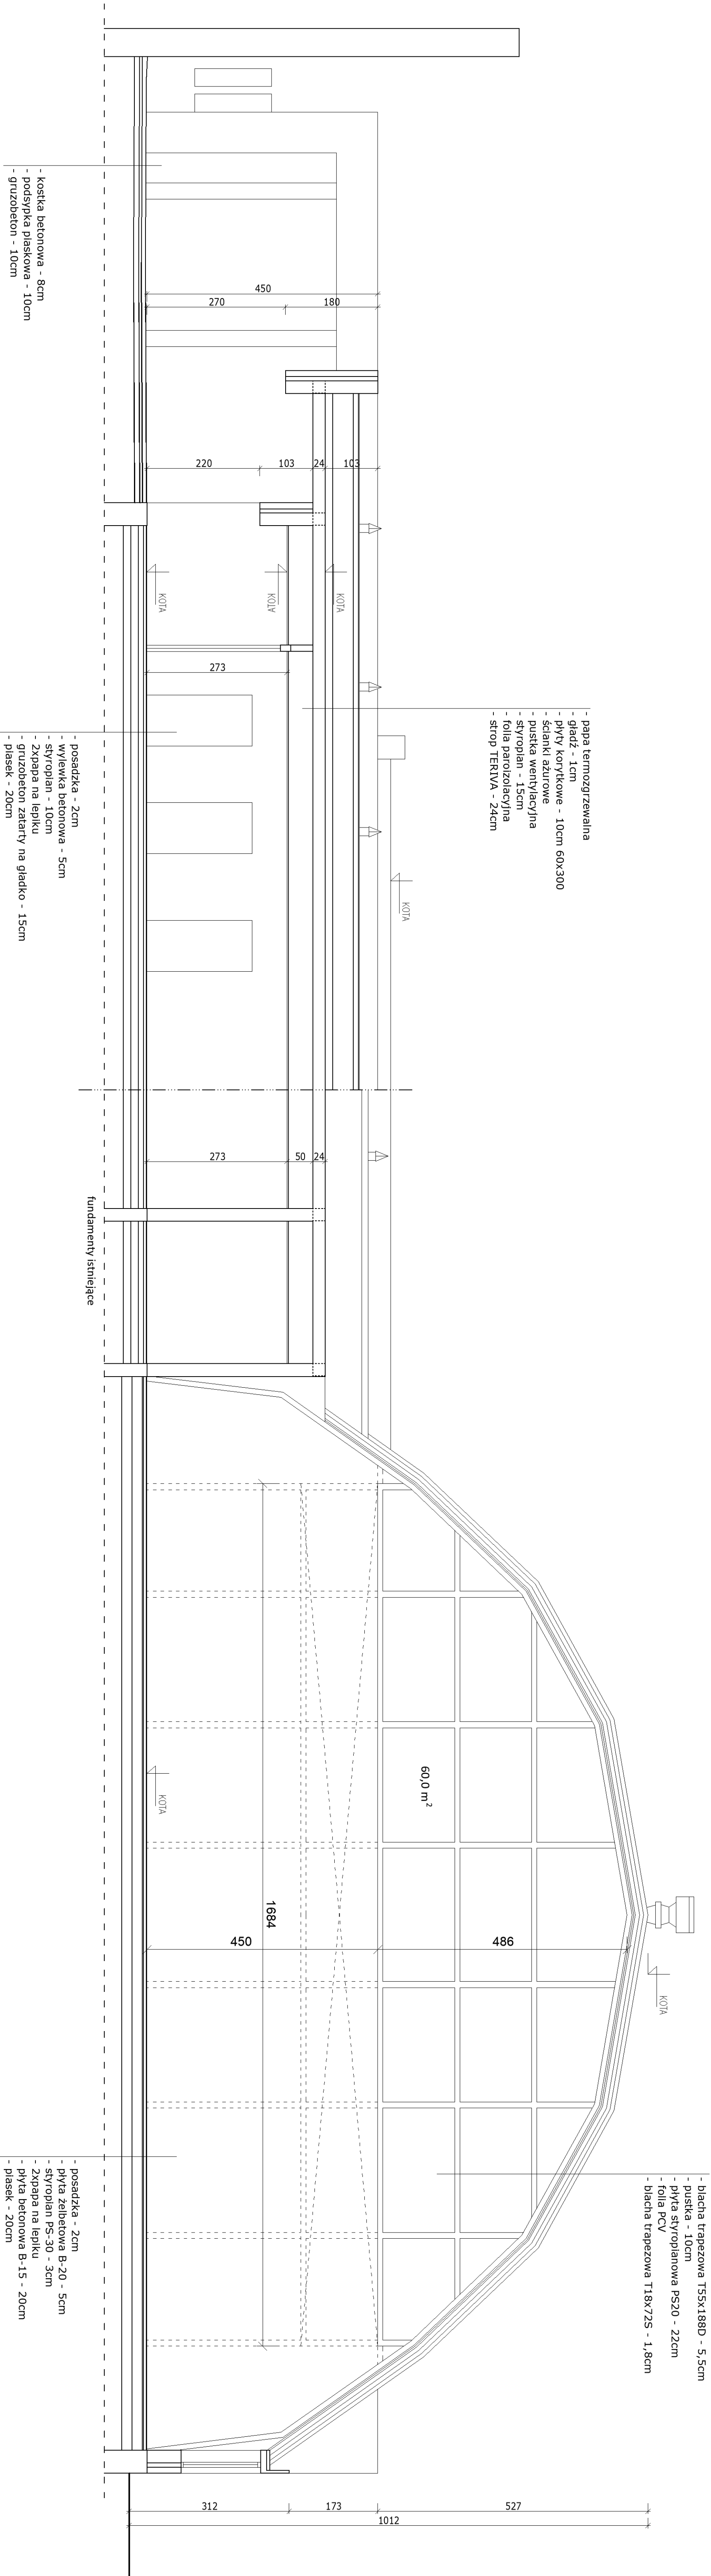 - kostka betonowa - 8cm
- podsypka piaskowa - 10cm
- gruzobeton - 10cm
450
270
180
220
103
24
103
KOTA
KOTA
KOTA
273
- papa termozgrzewalna
- gładź - 1cm
- płyty korytkowe - 10cm 60x300
- ścianki ażurowe
- pustka wentylacyjna
- styropian - 15cm
- folia paroizolacyjna
- strop TERIVA - 24cm
- posadzka - 2cm
- wylewka betonowa - 5cm
- styropian - 10cm
- 2xpapa na lepiku
- gruzobeton zatarty na gładko - 15cm
- piasek - 20cm
KOTA
273
50
24
fundamenty istniejące
60,0 m²
KOTA
1684
450
486
KOTA
- blacha trapezowa T55x188D - 5,5cm
- pustka - 10cm
- płyta styropianowa PS20 - 22cm
- folia PCV
- blacha trapezowa T18x72S - 1,8cm
- posadzka - 2cm
- płyta żelbetowa B-20 - 5cm
- styropian PS-30 - 3cm
- 2xpapa na lepiku
- płyta betonowa B-15 - 20cm
- piasek - 20cm
312
173
527
1012